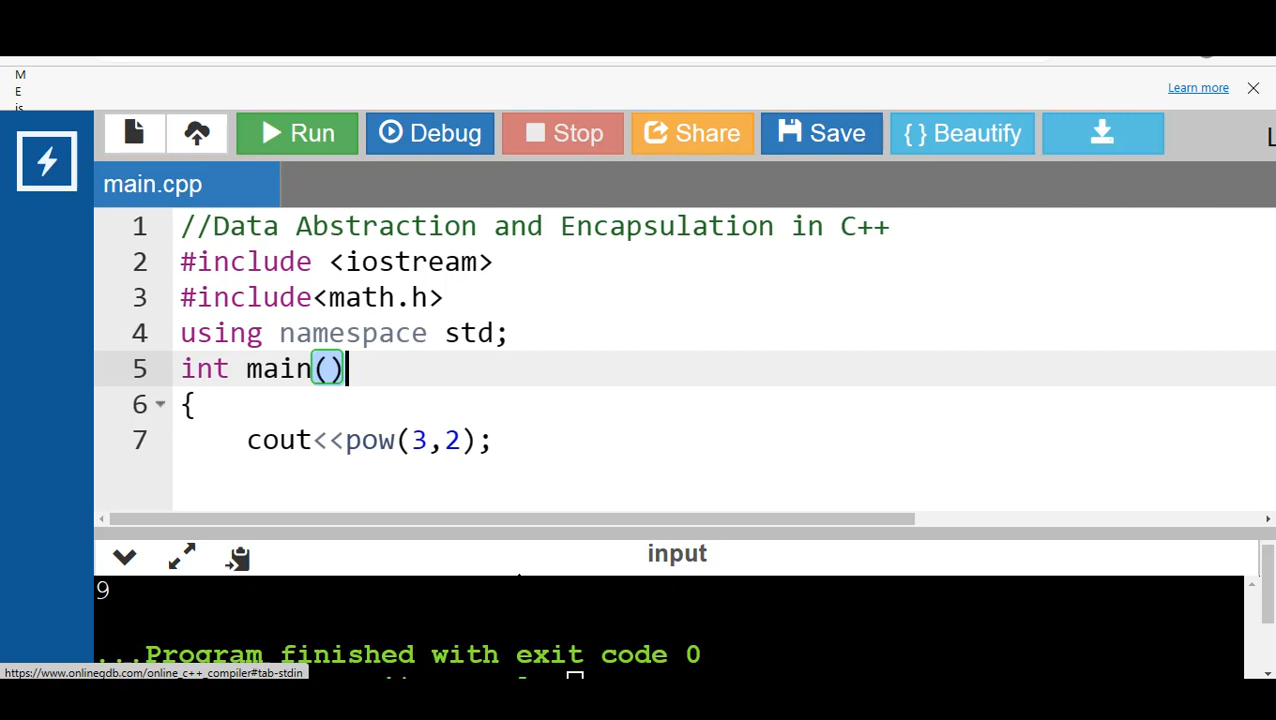 M
E
is
Learn more
Run Debug Stop Share Save { } Beautify
main.cpp
1 //Data Abstraction and Encapsulation in C++
2 #include <iostream>
3 #include<math.h>
4 using namespace std;
5 int main()
6 {
7 cout<<pow(3,2);
input
9
...Program finished with exit code 0
https://www.onlinegdb.com/online_c++_compiler#tab-stdin